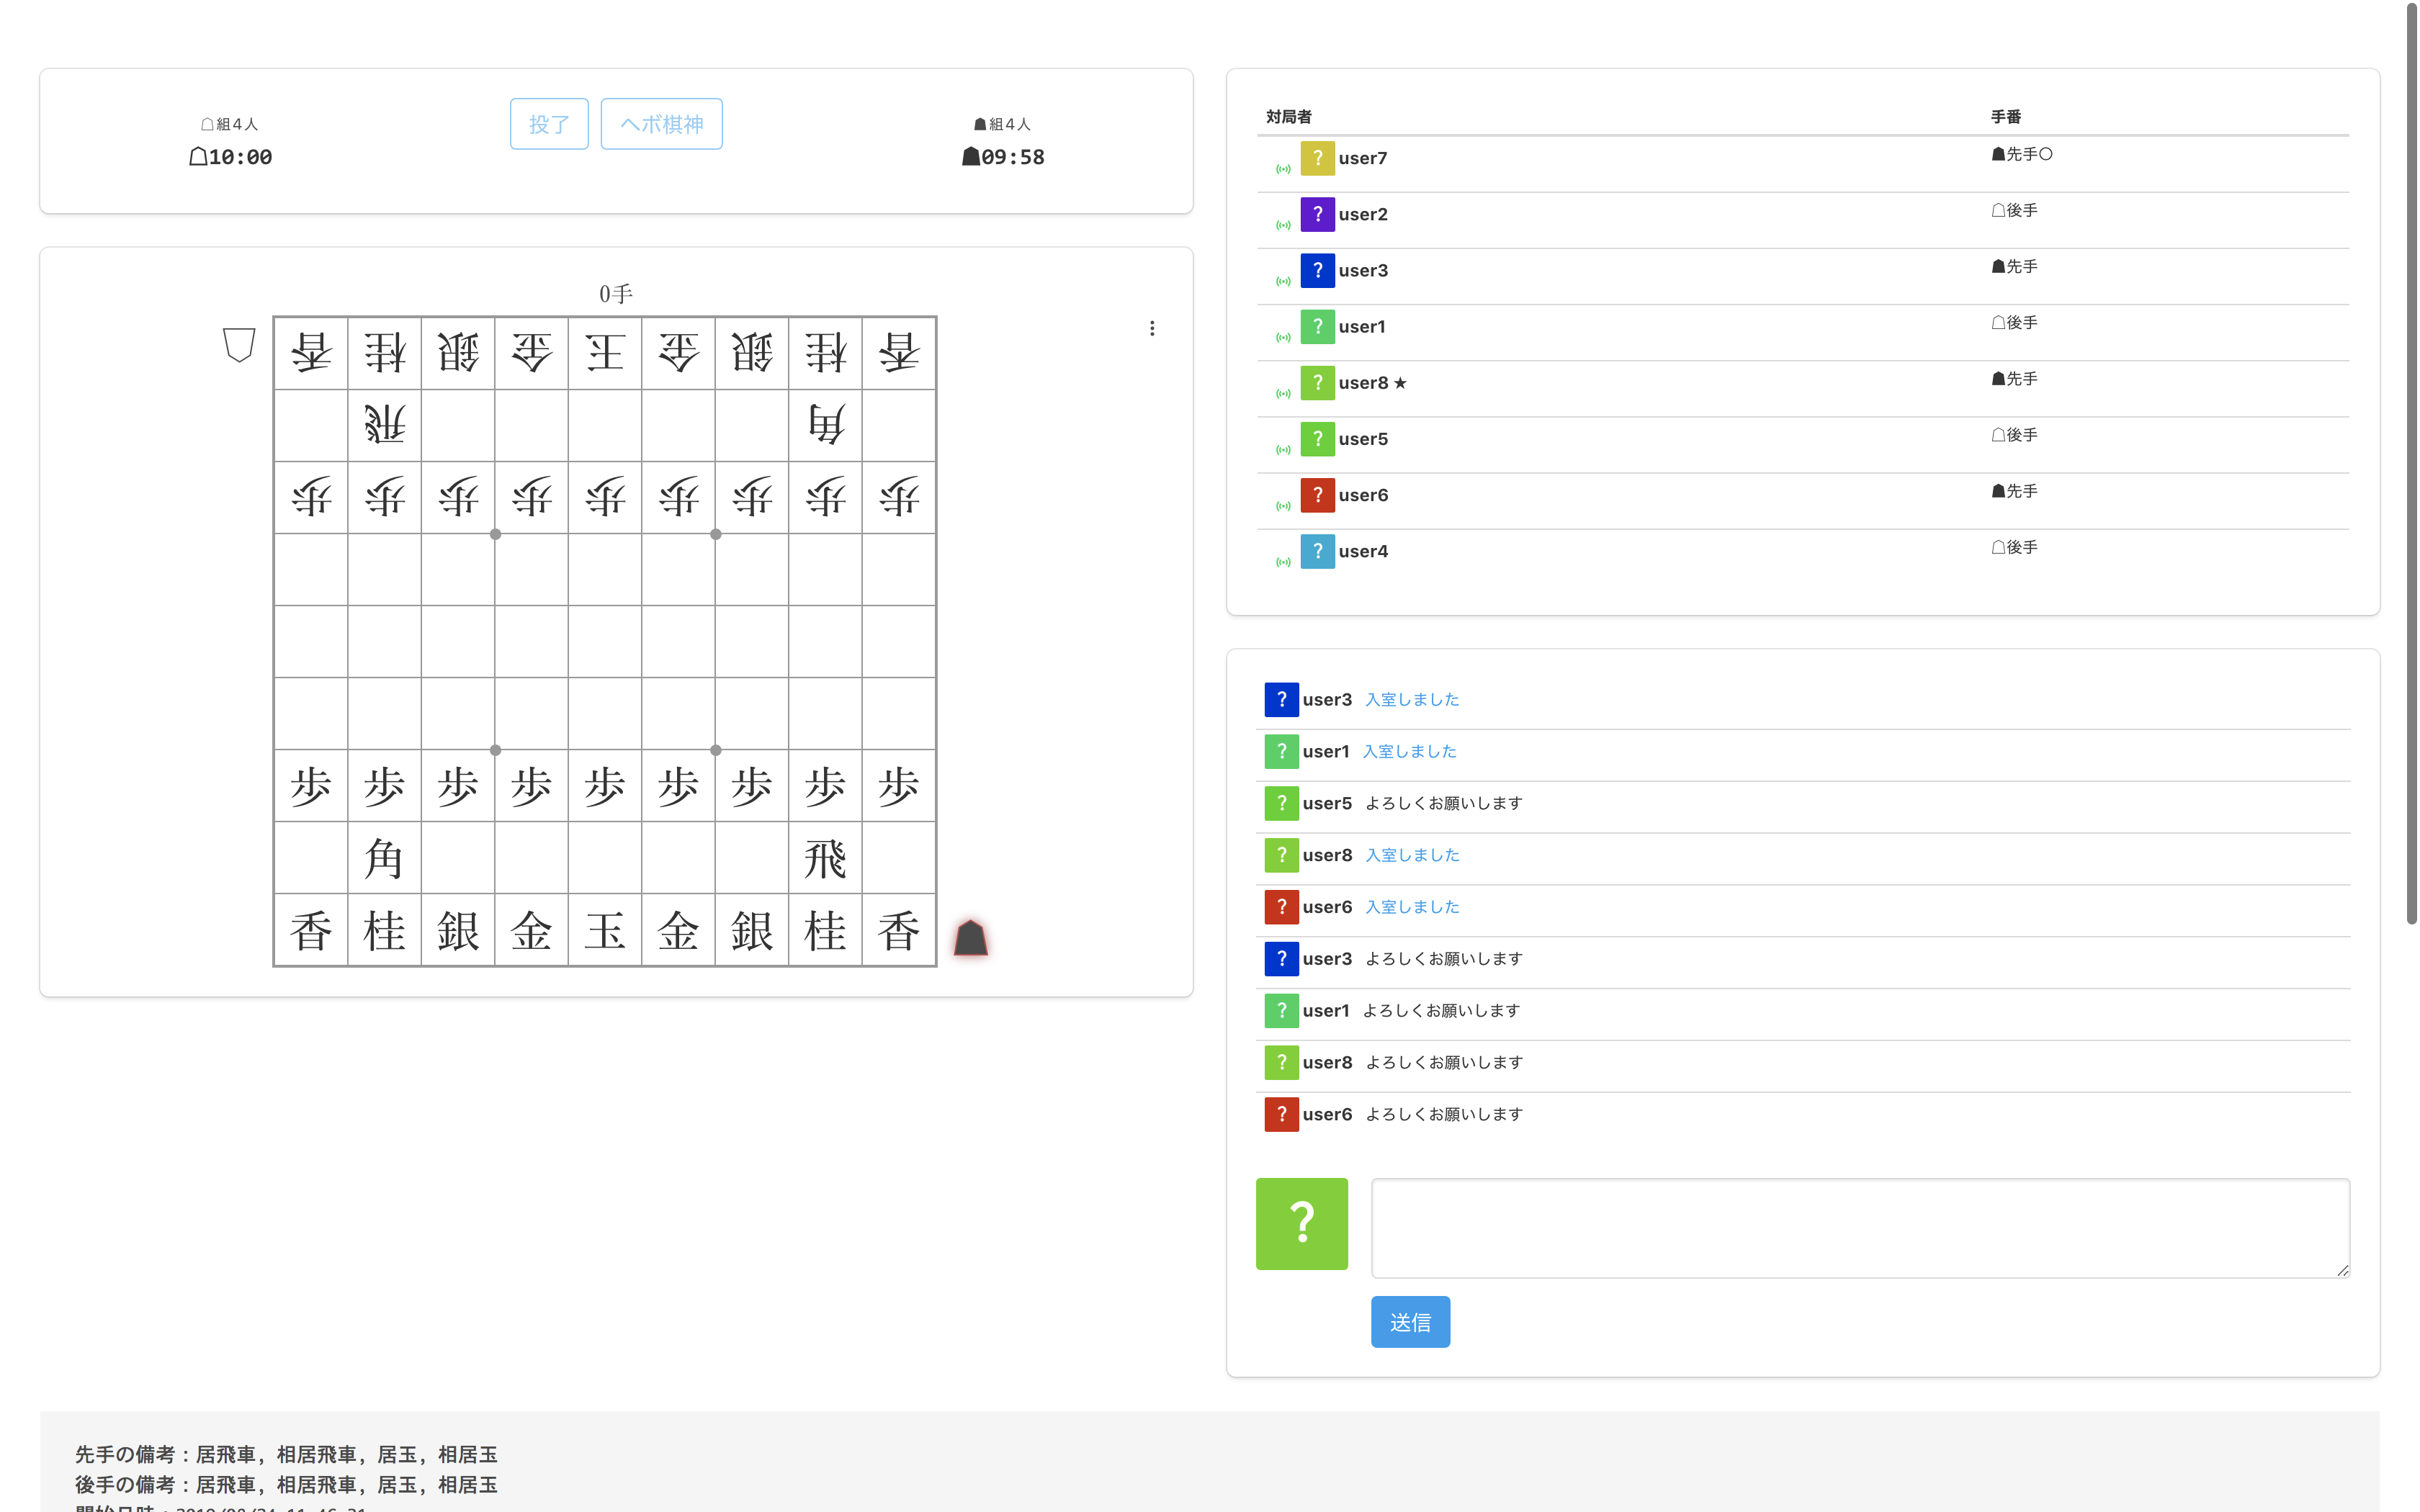 ☖組4人
☖10:00
投了
ヘボ棋神
☗組4人
☗09:58
0手
香桂銀金王金銀桂香
飛角
歩歩歩歩歩歩歩歩歩
歩歩歩歩歩歩歩歩歩
角飛
香桂銀金玉金銀桂香
対局者 手番
? user7 ☗先手○
? user2 ☖後手
? user3 ☗先手
? user1 ☖後手
? user8 ★ ☗先手
? user5 ☖後手
? user6 ☗先手
? user4 ☖後手
? user3 入室しました
? user1 入室しました
? user5 よろしくお願いします
? user8 入室しました
? user6 入室しました
? user3 よろしくお願いします
? user1 よろしくお願いします
? user8 よろしくお願いします
? user6 よろしくお願いします
?
送信
先手の備考：居飛車, 相居飛車, 居玉, 相居玉
後手の備考：居飛車, 相居飛車, 居玉, 相居玉